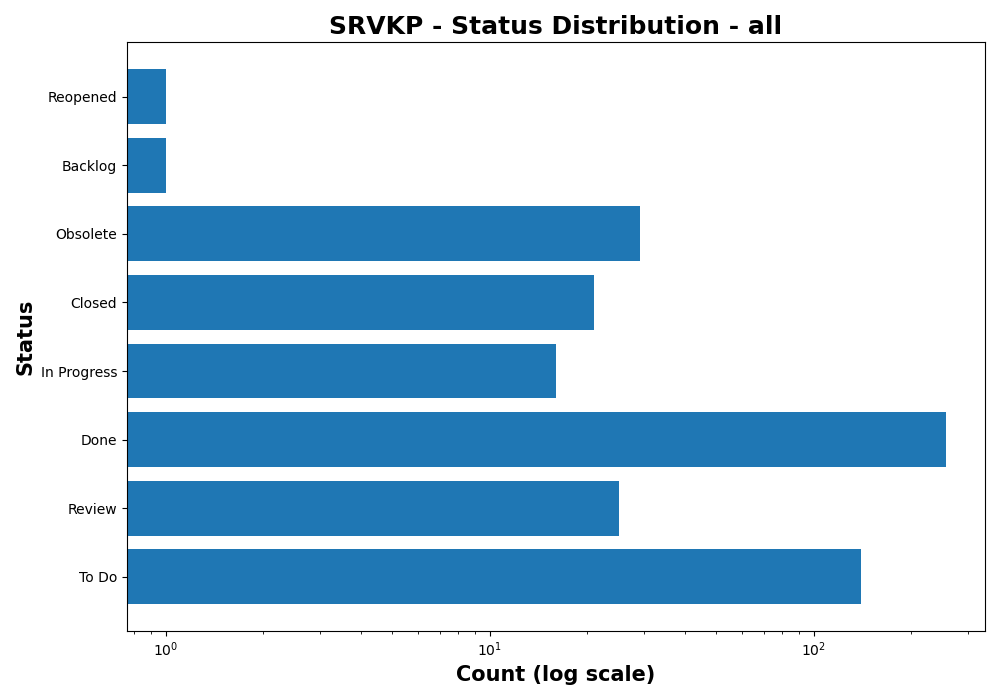 SRVKP - Status Distribution - all
Reopened
Backlog
Obsolete
Closed
In Progress
Done
Review
To Do
Status
10⁰
10¹
10²
Count (log scale)